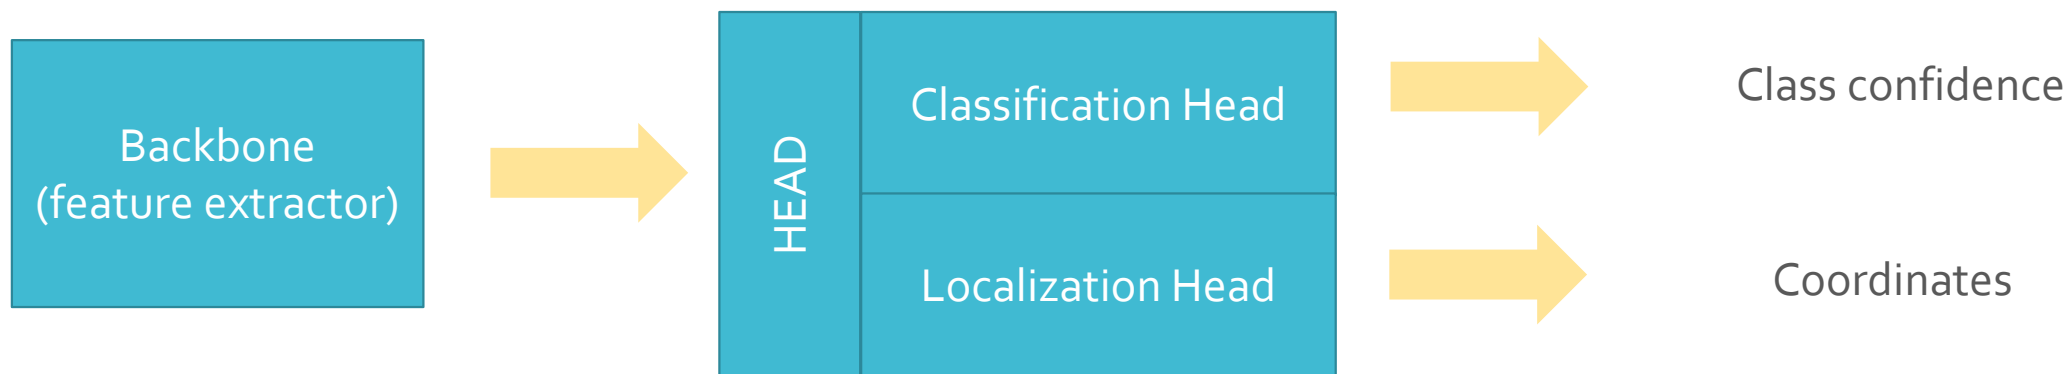 Backbone
(feature extractor)
HEAD
Classification Head
Localization Head
Class confidence
Coordinates